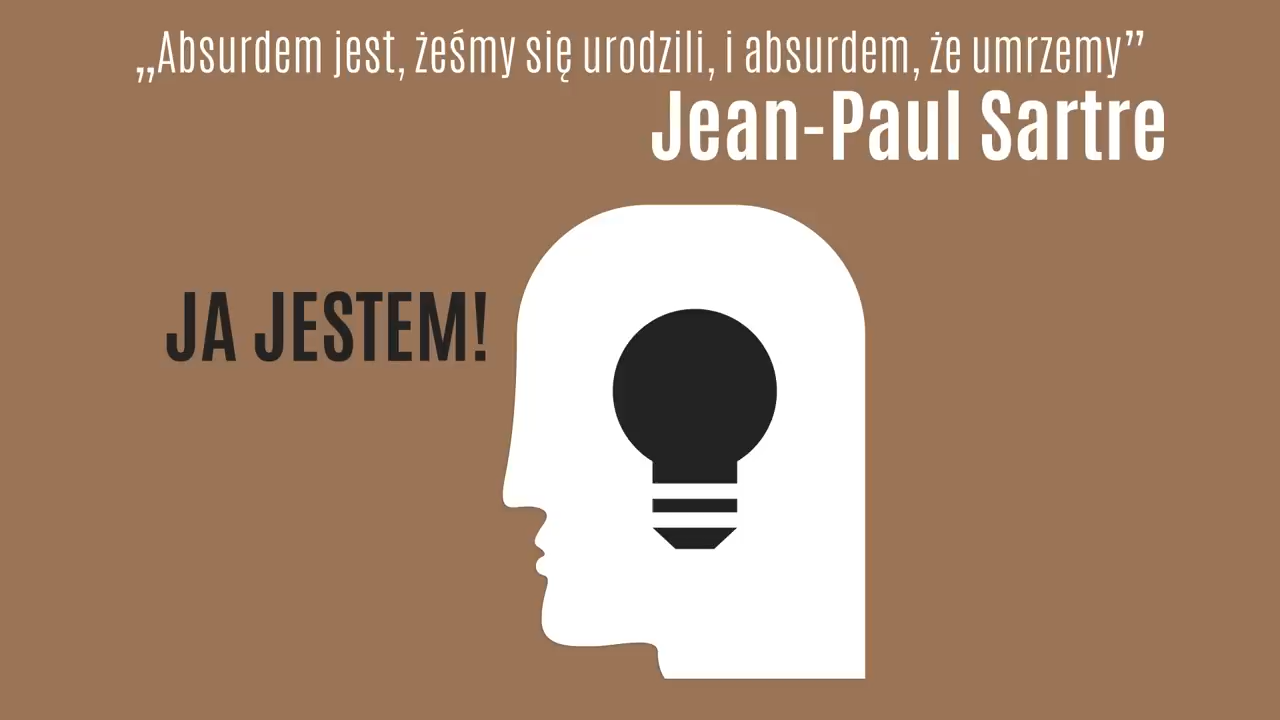 „Absurdem jest, żeśmy się urodzili, i absurdem, że umrzemy”
Jean-Paul Sartre
JA JESTEM!